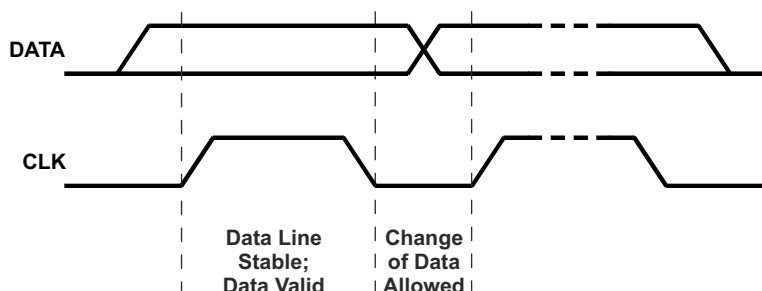 DATA
CLK
Data Line
Stable;
Data Valid
Change
of Data
Allowed